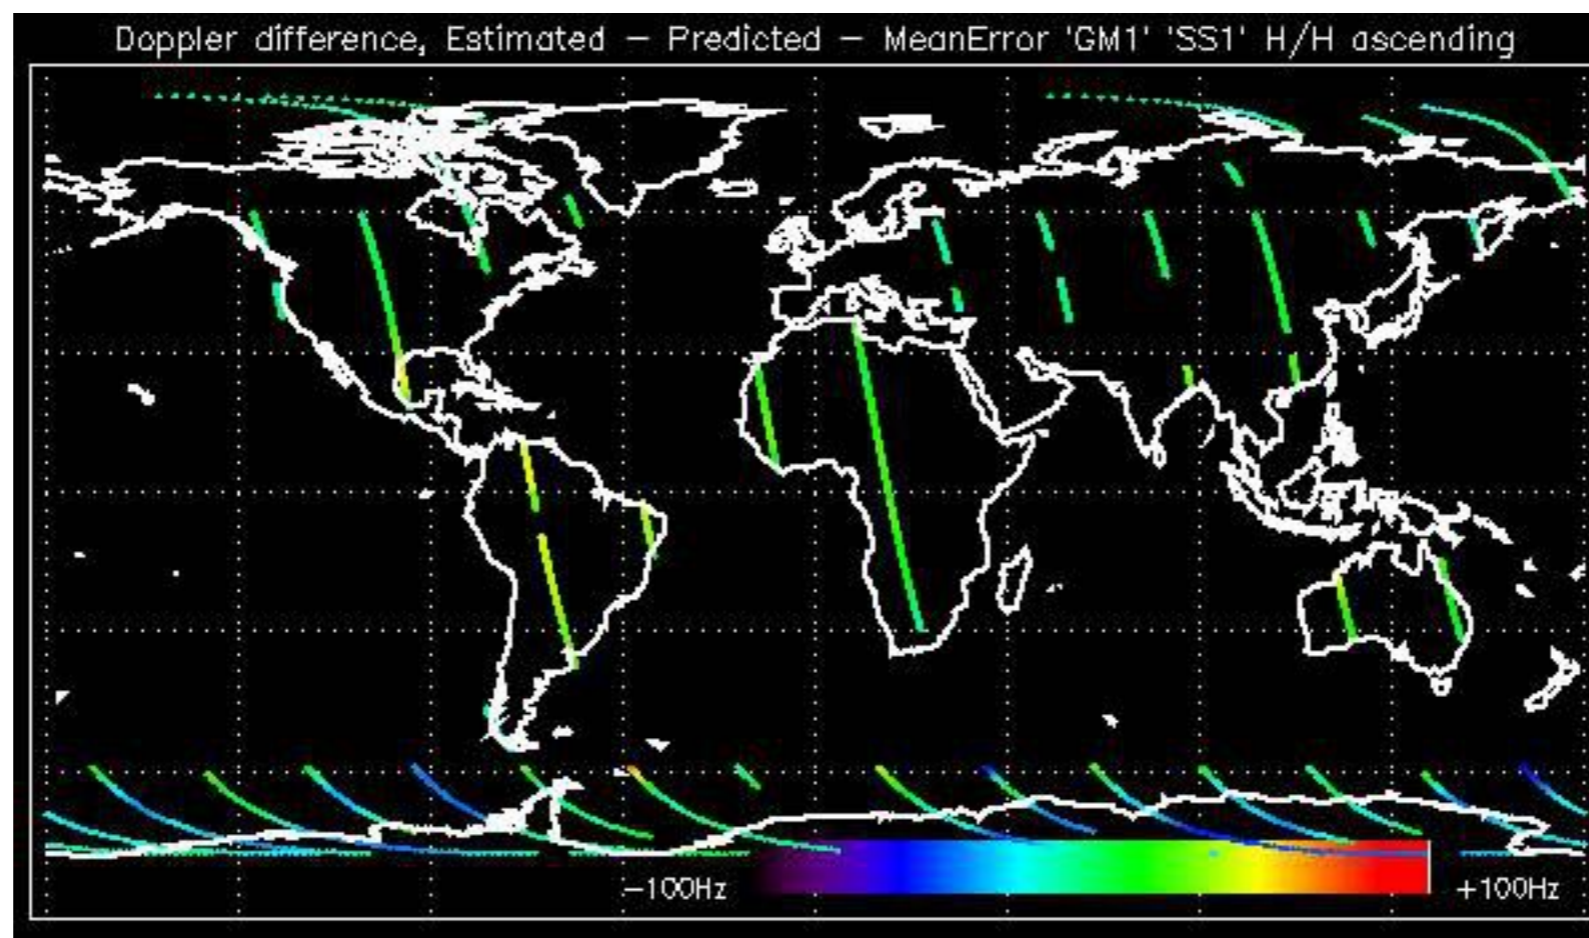 Doppler difference, Estimated - Predicted - MeanError 'GM1' 'SS1' H/H ascending
-100Hz +100Hz